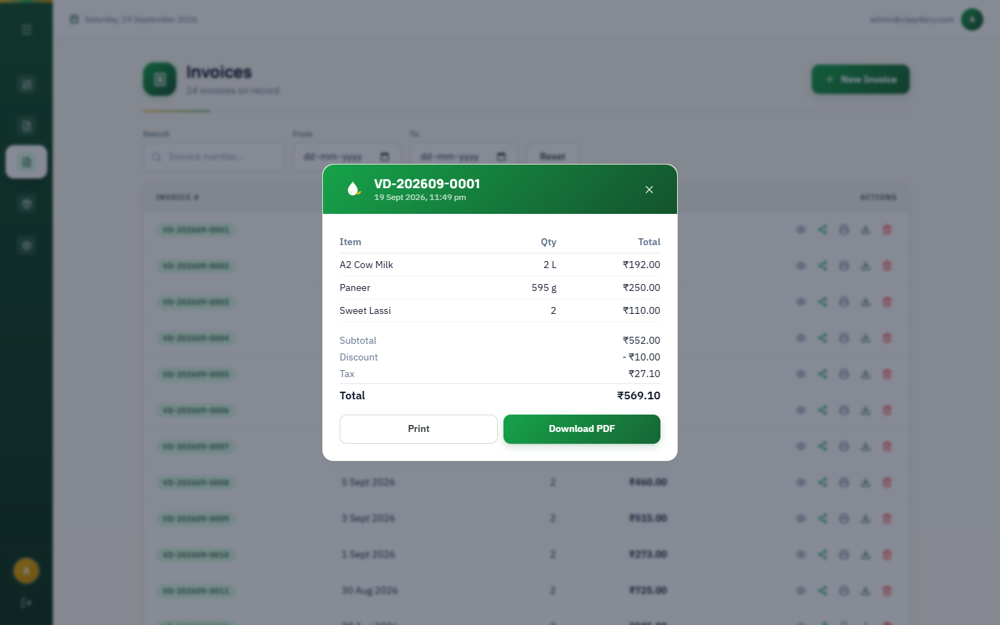 Saturday, 19 September 2026
admin@vijaydairy.com
A
Invoices
24 invoices on record
+ New Invoice
Search
From
To
Invoice number...
dd-mm-yyyy
dd-mm-yyyy
Reset
VD-202609-0001
19 Sept 2026, 11:49 pm
INVOICE #
ACTIONS
Item Qty Total
A2 Cow Milk 2 L ₹192.00
Paneer 595 g ₹250.00
Sweet Lassi 2 ₹110.00
Subtotal ₹552.00
Discount - ₹10.00
Tax ₹27.10
Total ₹569.10
Print
Download PDF
VD-202609-0001
VD-202609-0002
VD-202609-0003
VD-202609-0004
VD-202609-0005
VD-202609-0006
VD-202609-0007
VD-202609-0008 5 Sept 2026 2 ₹460.00
VD-202609-0009 3 Sept 2026 2 ₹515.00
VD-202609-0010 1 Sept 2026 2 ₹273.00
VD-202609-0011 30 Aug 2026 2 ₹725.00
A